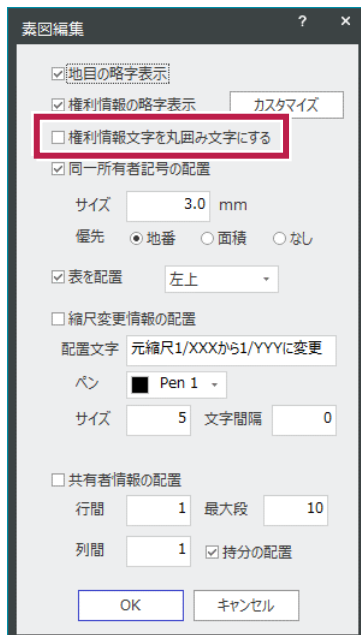 素図編集 ? ×
地目の略字表示
権利情報の略字表示 カスタマイズ
権利情報文字を丸囲み文字にする
同一所有者記号の配置
サイズ 3.0 mm
優先 地番 面積 なし
表を配置 左上
縮尺変更情報の配置
配置文字 元縮尺1/XXXから1/YYYに変更
ペン Pen 1
サイズ 5 文字間隔 0
共有者情報の配置
行間 1 最大段 10
列間 1 持分の配置
OK キャンセル